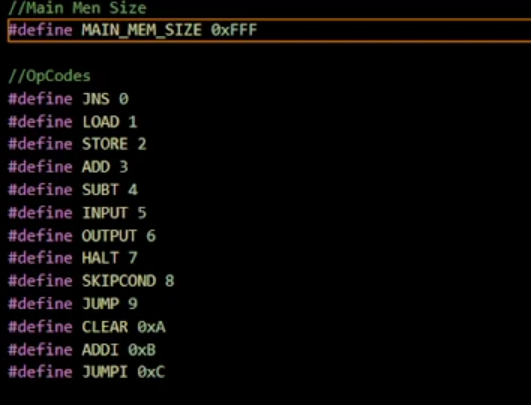 //Main Men Size
#define MAIN_MEM_SIZE 0xFFF
//OpCodes
#define JNS 0
#define LOAD 1
#define STORE 2
#define ADD 3
#define SUBT 4
#define INPUT 5
#define OUTPUT 6
#define HALT 7
#define SKIPCOND 8
#define JUMP 9
#define CLEAR 0xA
#define ADDI 0xB
#define JUMPI 0xC